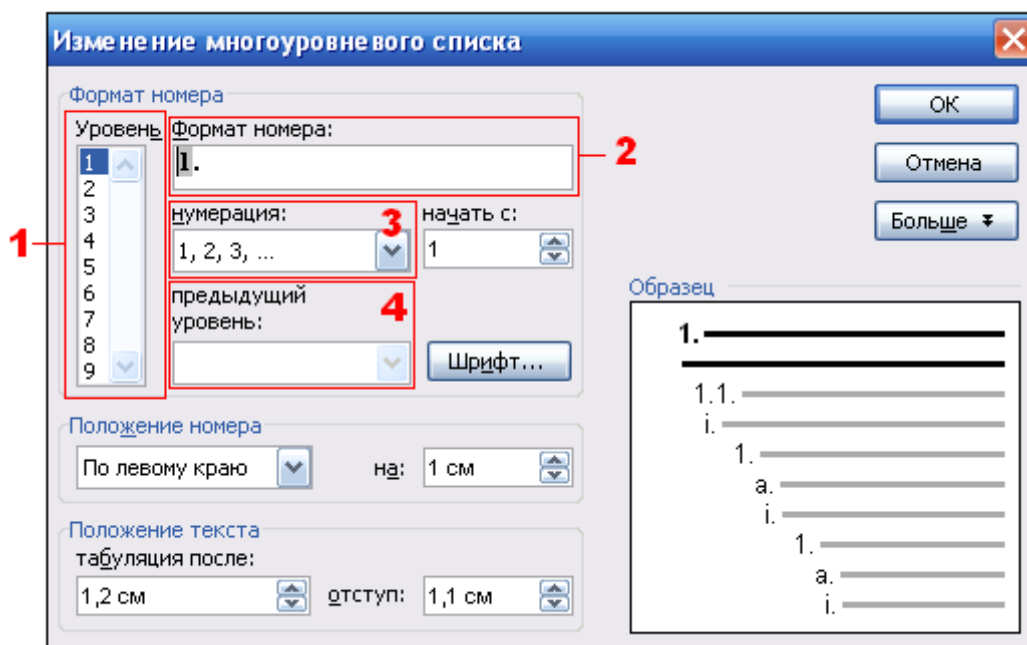 Изменение многоуровневого списка
Формат номера
Уровень Формат номера:
1 1. 2
2
3 нумерация: 3 начать с:
4 1, 2, 3, ... 1
1
5
6 предыдущий 4
7 уровень:
8
9 Шрифт...
ОК
Отмена
Больше
Положение номера
По левому краю на: 1 см
Положение текста
табуляция после:
1,2 см отступ: 1,1 см
Образец
1.
1.1.
i.
1.
a.
i.
1.
a.
i.